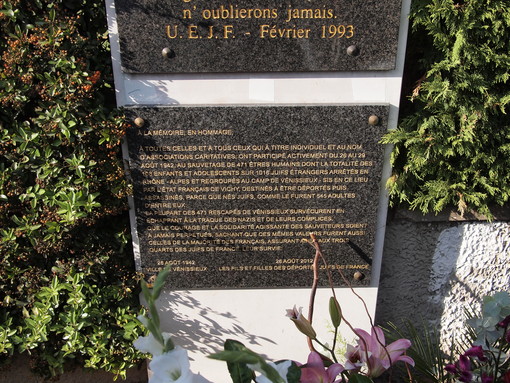 n' oublierons jamais.
U.E.J.F - Février 1993
À LA MÉMOIRE, EN HOMMAGE,
À TOUTES CELLES ET À TOUS CEUX QUI À TITRE INDIVIDUEL ET AU NOM
D'ASSOCIATIONS CARITATIVES, ONT PARTICIPÉ ACTIVEMENT DU 26 AU 29
AOÛT 1942, AU SAUVETAGE DE 471 ÊTRES HUMAINS DONT LA TOTALITÉ DES
ENFANTS ET ADOLESCENTS SUR 1016 JUIFS ÉTRANGERS ARRÊTÉS EN
RHÔNE - ALPES ET REGROUPÉS AU CAMP DE VÉNISSIEUX, SIS EN CE LIEU
PAR L'ÉTAT FRANÇAIS DE VICHY, DESTINÉS À ÊTRE DÉPORTÉS PUIS
ASSASSINÉS, PARCE QUE NÉS JUIFS, COMME LE FURENT 545 ADULTES
D'ENTRE EUX.
LA PLUPART DES 471 RESCAPÉS DE VÉNISSIEUX SURVÉCURENT EN
ÉCHAPPANT À LA TRAQUE DES NAZIS ET DE LEURS COMPLICES.
QUE LE COURAGE ET LA SOLIDARITÉ AGISSANTE DES SAUVETEURS SOIENT
À JAMAIS PERPÉTUÉS, SACHANT QUE CES MÊMES VALEURS FURENT AUSSI
CELLES DE LA MAJORITÉ DES FRANÇAIS, ASSURANT AINSI AUX TROIS
QUARTS DES JUIFS DE FRANCE, LEUR SURVIE
26 AOÛT 1942 26 AOÛT 2012
VILLE DE VÉNISSIEUX LES FILS ET FILLES DES DÉPORTÉS JUIFS DE FRANCE